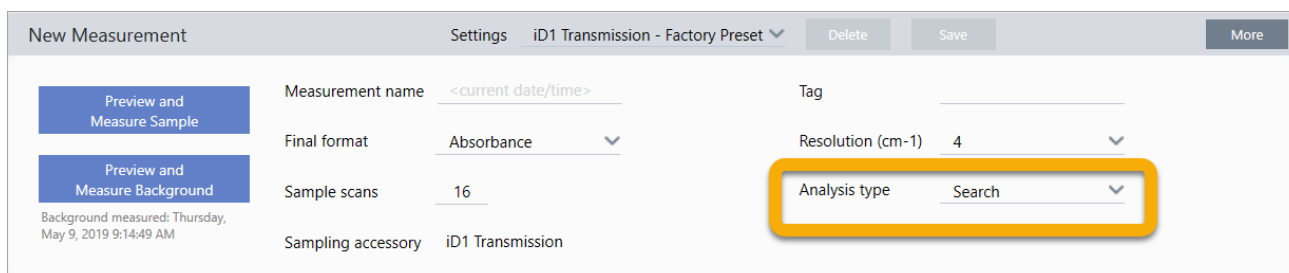 New Measurement Settings iD1 Transmission - Factory Preset Delete Save More
Preview and
Measure Sample
Measurement name <current date/time> Tag
Final format Absorbance Resolution (cm-1) 4
Preview and
Measure Background
Sample scans 16 Analysis type Search
Background measured: Thursday,
May 9, 2019 9:14:49 AM
Sampling accessory iD1 Transmission